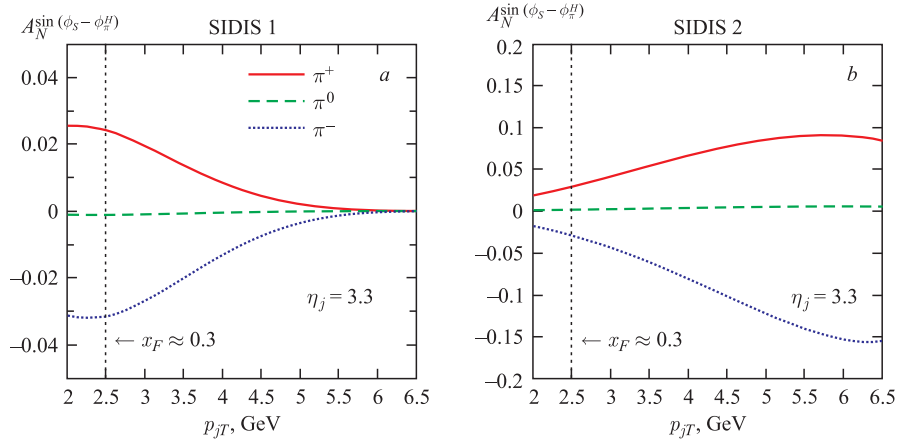 A_N^{sin (ϕ_S − ϕ_π^H)} SIDIS 1
a
π⁺
π⁰
π⁻
0.04
0.02
0
−0.02
−0.04
η_j = 3.3
← x_F ≈ 0.3
2 2.5 3 3.5 4 4.5 5 5.5 6 6.5
p_{jT}, GeV
A_N^{sin (ϕ_S − ϕ_π^H)} SIDIS 2
b
0.2
0.15
0.1
0.05
0
−0.05
−0.1
−0.15
−0.2
η_j = 3.3
← x_F ≈ 0.3
2 2.5 3 3.5 4 4.5 5 5.5 6 6.5
p_{jT}, GeV